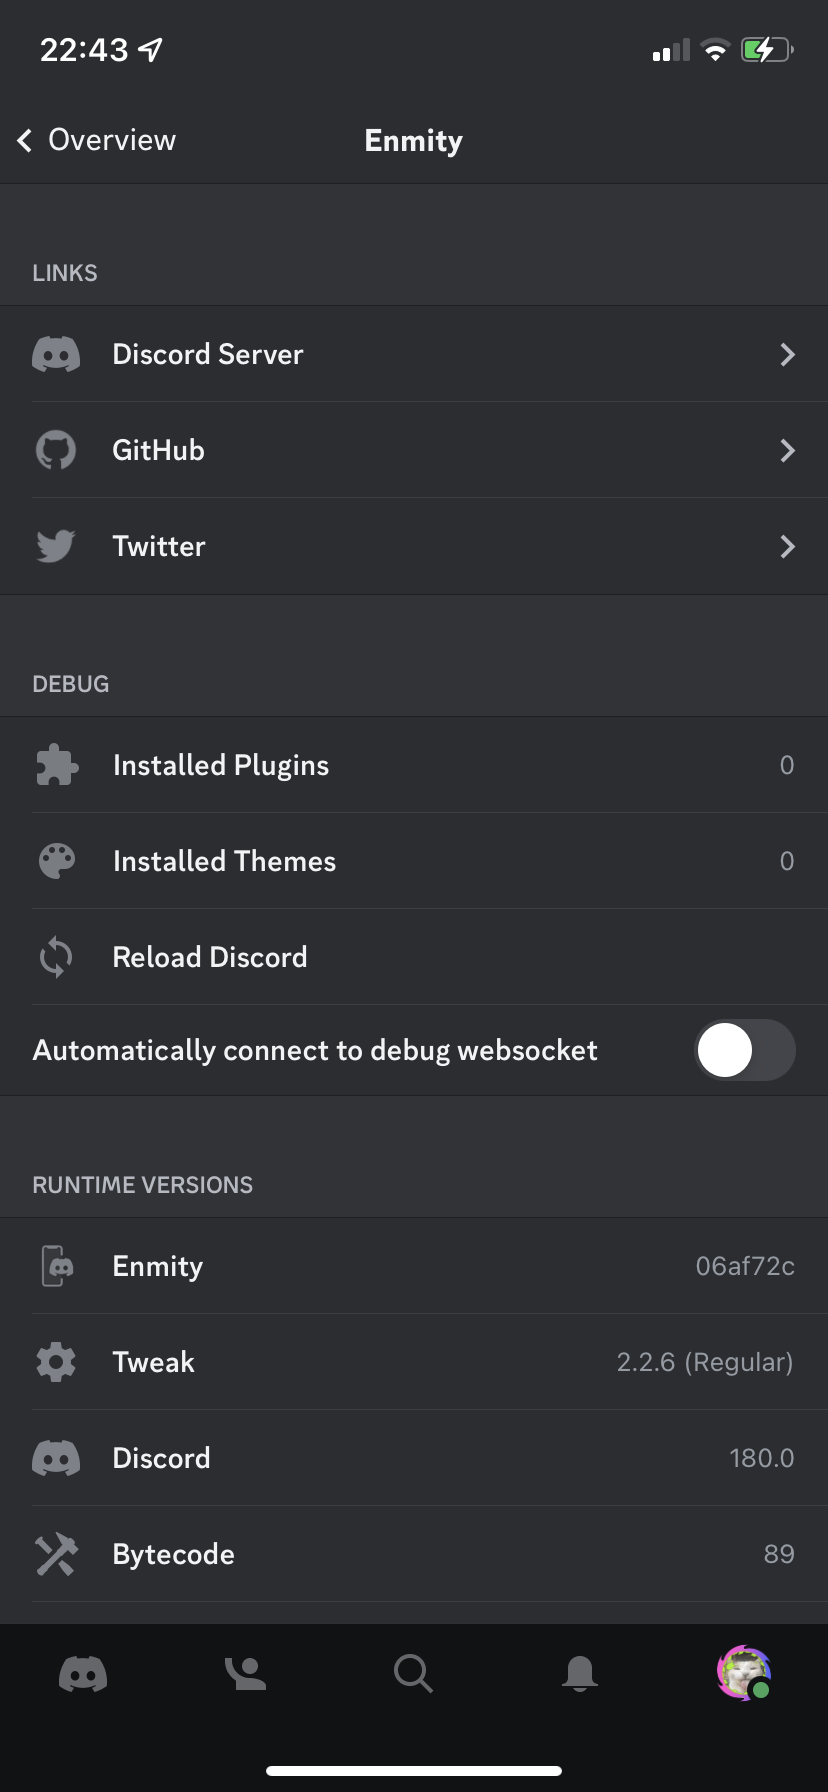 22:43
Overview
Enmity
LINKS
Discord Server
GitHub
Twitter
DEBUG
Installed Plugins 0
Installed Themes 0
Reload Discord
Automatically connect to debug websocket
RUNTIME VERSIONS
Enmity 06af72c
Tweak 2.2.6 (Regular)
Discord 180.0
Bytecode 89